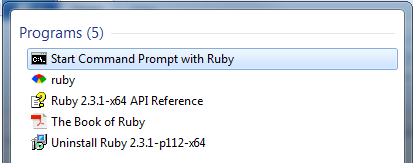 Programs (5)
Start Command Prompt with Ruby
ruby
Ruby 2.3.1-x64 API Reference
The Book of Ruby
Uninstall Ruby 2.3.1-p112-x64